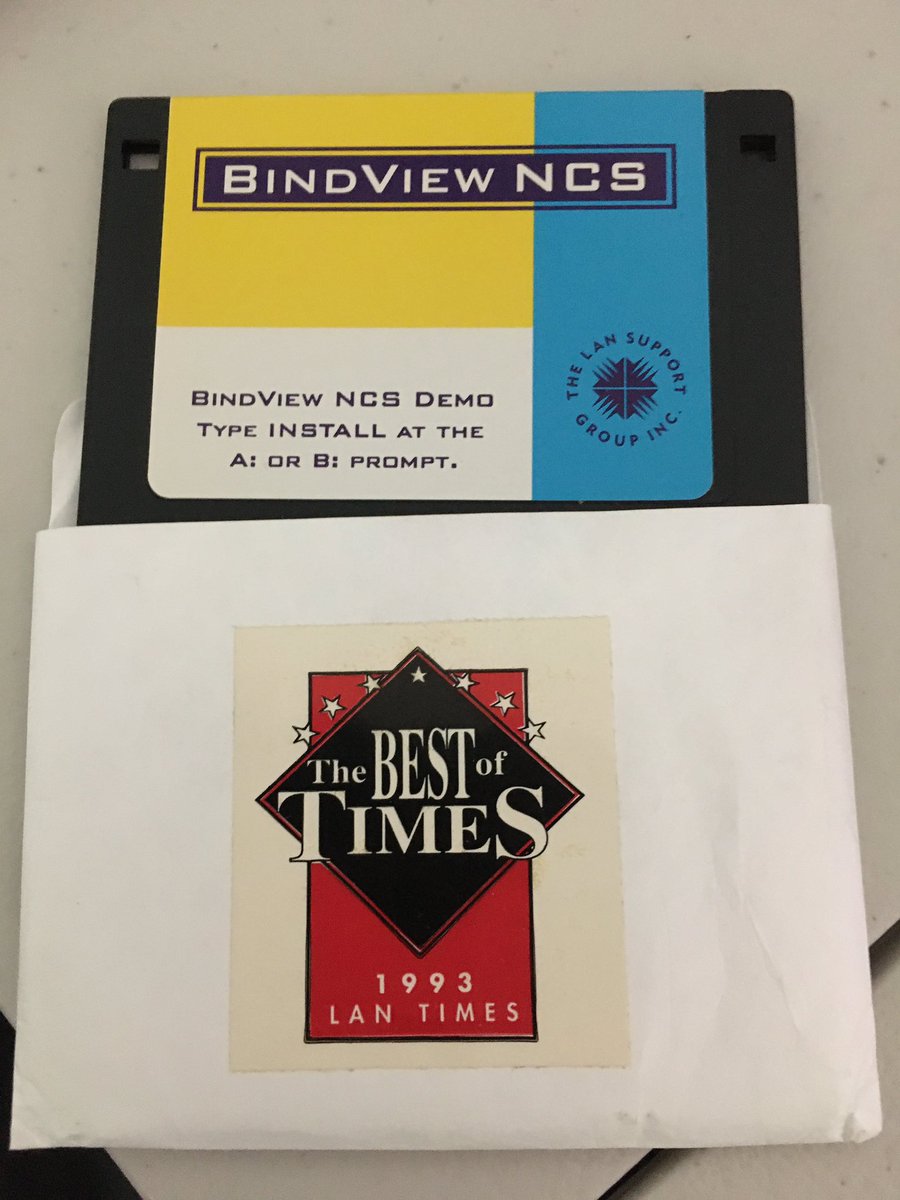 BINDVIEW NCS
BINDVIEW NCS DEMO
TYPE INSTALL AT THE
A: OR B: PROMPT.
THE LAN SUPPORT
GROUP INC.
The BEST of
TIMES
1993
LAN TIMES